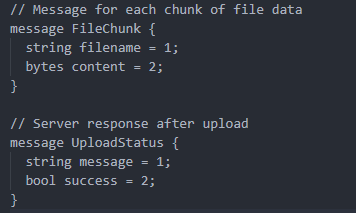 // Message for each chunk of file data
message FileChunk {
  string filename = 1;
  bytes content = 2;
}

// Server response after upload
message UploadStatus {
  string message = 1;
  bool success = 2;
}